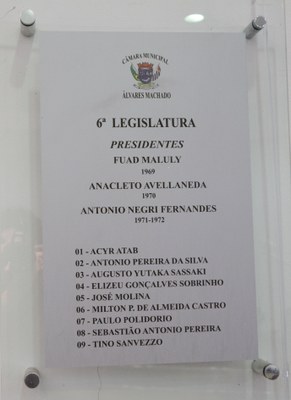 CÂMARA MUNICIPAL
ÁLVARES MACHADO
6ª LEGISLATURA
PRESIDENTES
FUAD MALULY
1969
ANACLETO AVELLANEDA
1970
ANTONIO NEGRI FERNANDES
1971-1972
01 - ACYR ATAB
02 - ANTONIO PEREIRA DA SILVA
03 - AUGUSTO YUTAKA SASSAKI
04 - ELIZEU GONÇALVES SOBRINHO
05 - JOSÉ MOLINA
06 - MILTON P. DE ALMEIDA CASTRO
07 - PAULO POLIDORIO
08 - SEBASTIÃO ANTONIO PEREIRA
09 - TINO SANVEZZO